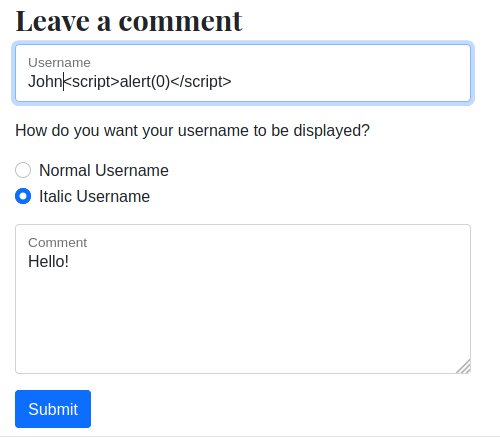 Leave a comment
Username
John<script>alert(0)</script>
How do you want your username to be displayed?
Normal Username
Italic Username
Comment
Hello!
Submit